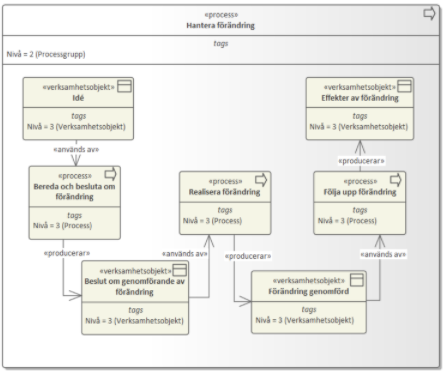 «process»
Hantera förändring
tags
Nivå = 2 (Processgrupp)
«verksamhetsobjekt»
Idé
tags
Nivå = 3 (Verksamhetsobjekt)
«används av»
«process»
Bereda och besluta om
förändring
tags
Nivå = 3 (Process)
«producerar»
«verksamhetsobjekt»
Beslut om genomförande av
förändring
tags
Nivå = 3 (Verksamhetsobjekt)
«används av»
«process»
Realisera förändring
tags
Nivå = 3 (Process)
«producerar»
«verksamhetsobjekt»
Förändring genomförd
tags
Nivå = 3 (Verksamhetsobjekt)
«används av»
«process»
Följa upp förändring
tags
Nivå = 3 (Process)
«producerar»
«verksamhetsobjekt»
Effekter av förändring
tags
Nivå = 3 (Verksamhetsobjekt)